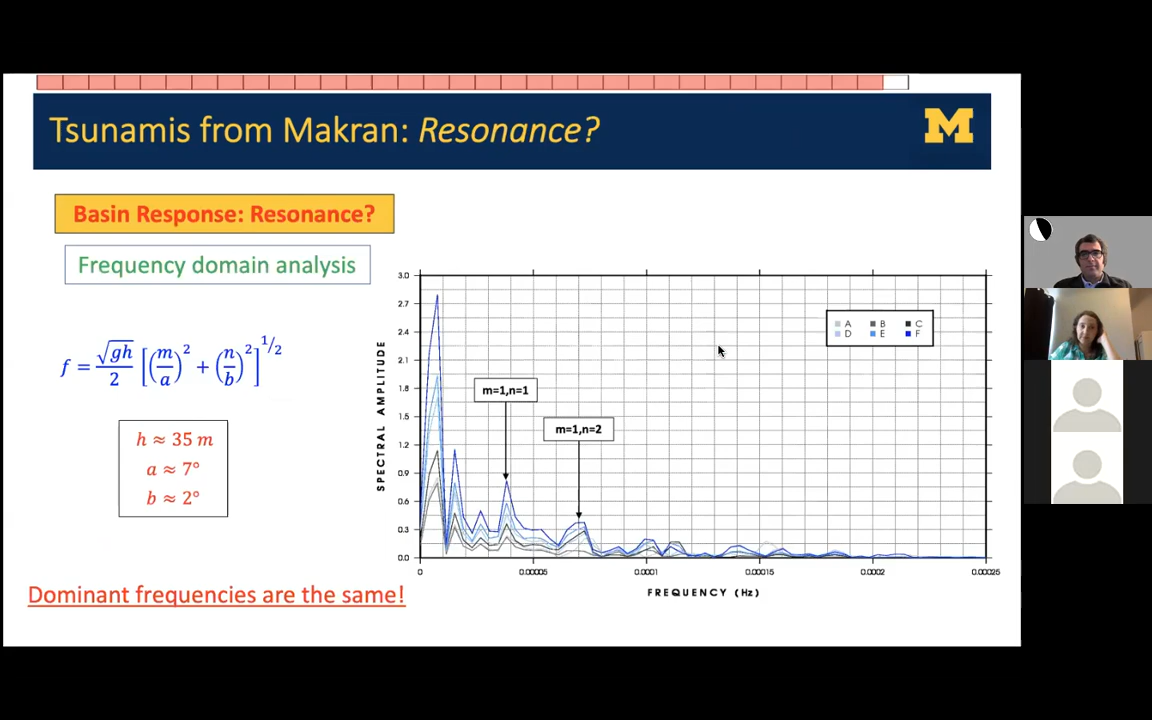 Tsunamis from Makran: Resonance?
M
Basin Response: Resonance?
Frequency domain analysis
f = √gh/2 [(m/a)² + (n/b)²]^1/2
h ≈ 35 m
a ≈ 7°
b ≈ 2°
Dominant frequencies are the same!
SPECTRAL AMPLITUDE
3.0
2.7
2.4
2.1
1.8
1.5
1.2
0.9
0.6
0.3
0.0
A B C
D E F
m=1,n=1
m=1,n=2
0 0.00005 0.0001 0.00015 0.0002 0.00025
FREQUENCY (Hz)